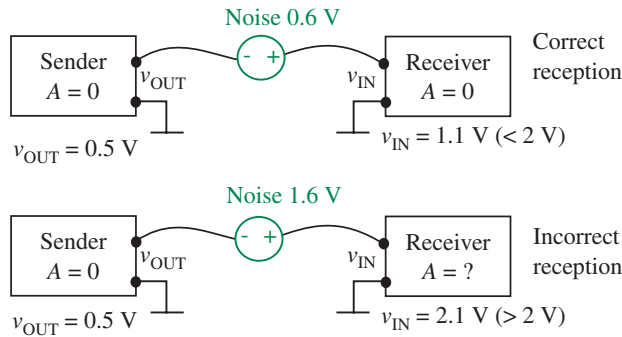 Noise 0.6 V
Sender
A = 0
vOUT
- +
vIN
Receiver
A = 0
Correct
reception
vOUT = 0.5 V
vIN = 1.1 V (< 2 V)
Noise 1.6 V
Sender
A = 0
vOUT
- +
vIN
Receiver
A = ?
Incorrect
reception
vOUT = 0.5 V
vIN = 2.1 V (> 2 V)